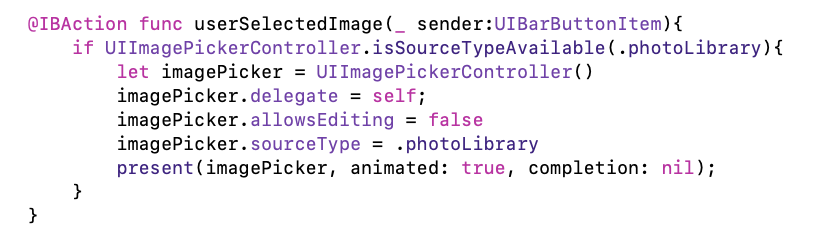 @IBAction func userSelectedImage(_ sender:UIBarButtonItem){
    if UIImagePickerController.isSourceTypeAvailable(.photoLibrary){
        let imagePicker = UIImagePickerController()
        imagePicker.delegate = self;
        imagePicker.allowsEditing = false
        imagePicker.sourceType = .photoLibrary
        present(imagePicker, animated: true, completion: nil);
    }
}